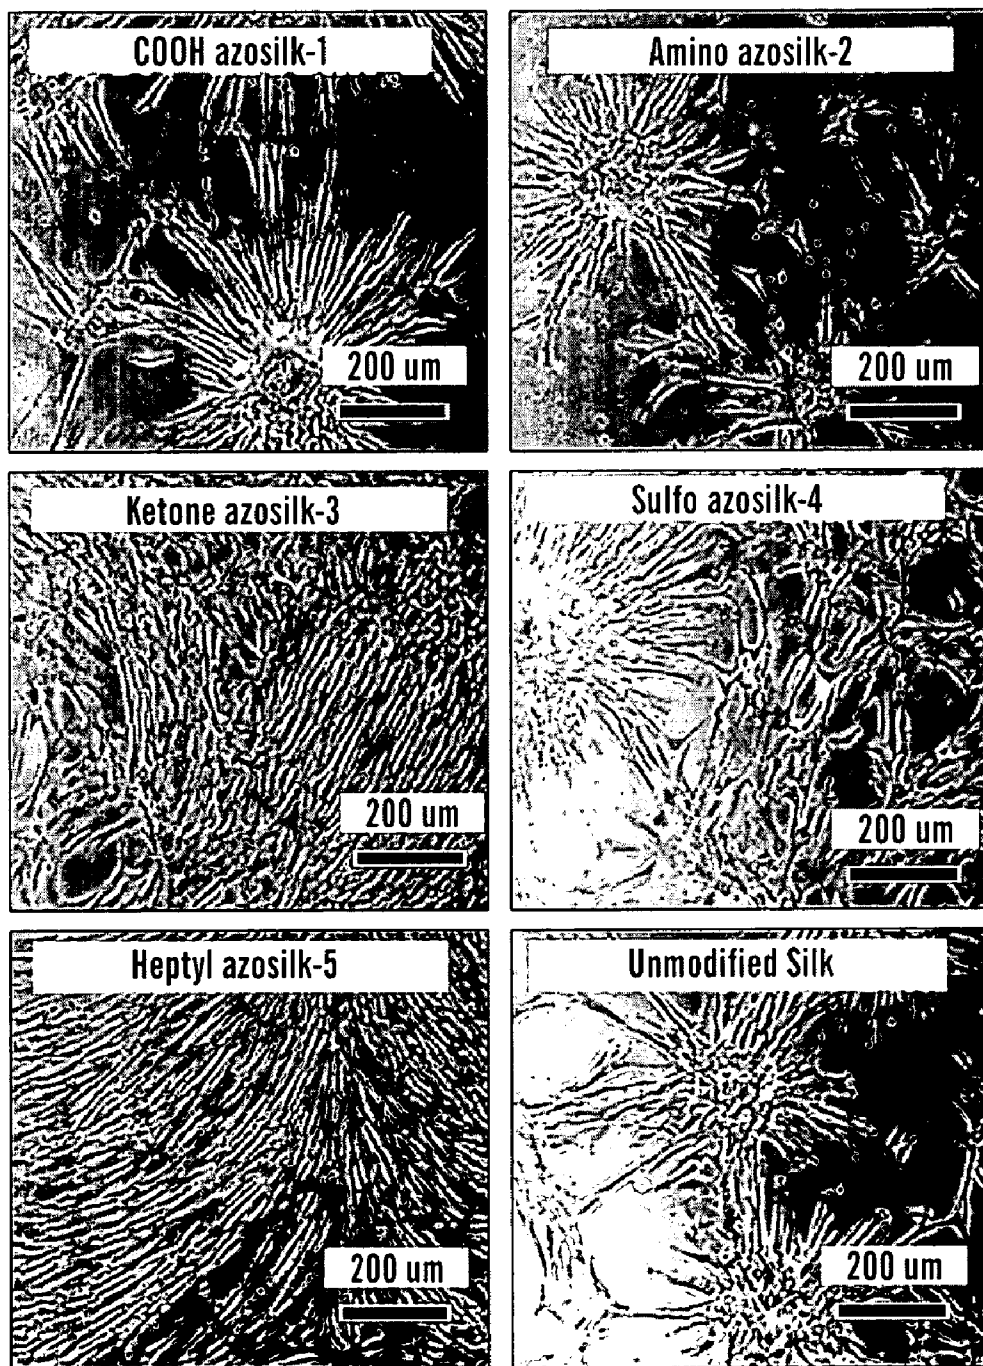 COOH azosilk-1
Amino azosilk-2
200 um
200 um
Ketone azosilk-3
Sulfo azosilk-4
200 um
200 um
Heptyl azosilk-5
Unmodified Silk
200 um
200 um